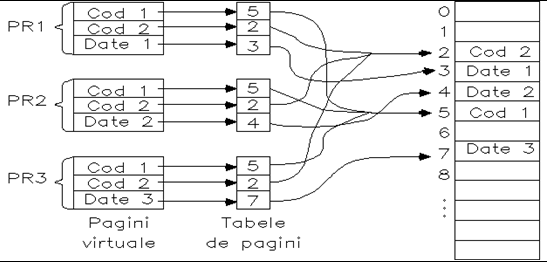 PR1
Cod 1
Cod 2
Date 1
5
2
3
PR2
Cod 1
Cod 2
Date 2
5
2
4
PR3
Cod 1
Cod 2
Date 3
5
2
7
Pagini
virtuale
Tabele
de pagini
0
1
2 Cod 2
3 Date 1
4 Date 2
5 Cod 1
6
7 Date 3
8